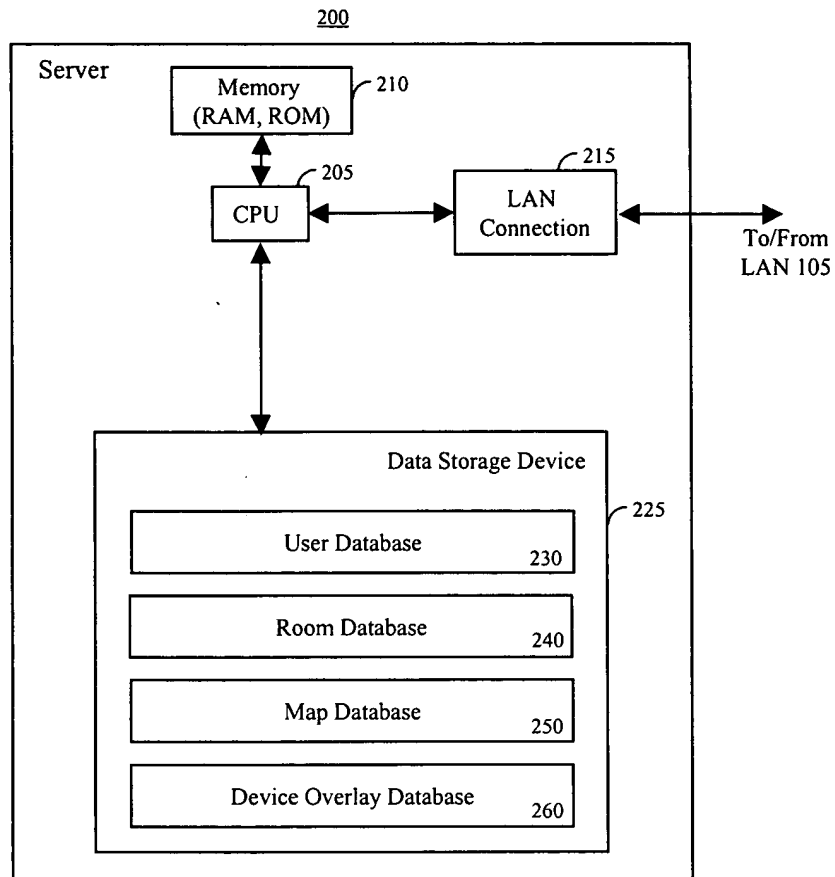 200
Server
Memory
(RAM, ROM)
210
205
CPU
215
LAN
Connection
To/From
LAN 105
Data Storage Device
225
User Database
230
Room Database
240
Map Database
250
Device Overlay Database
260